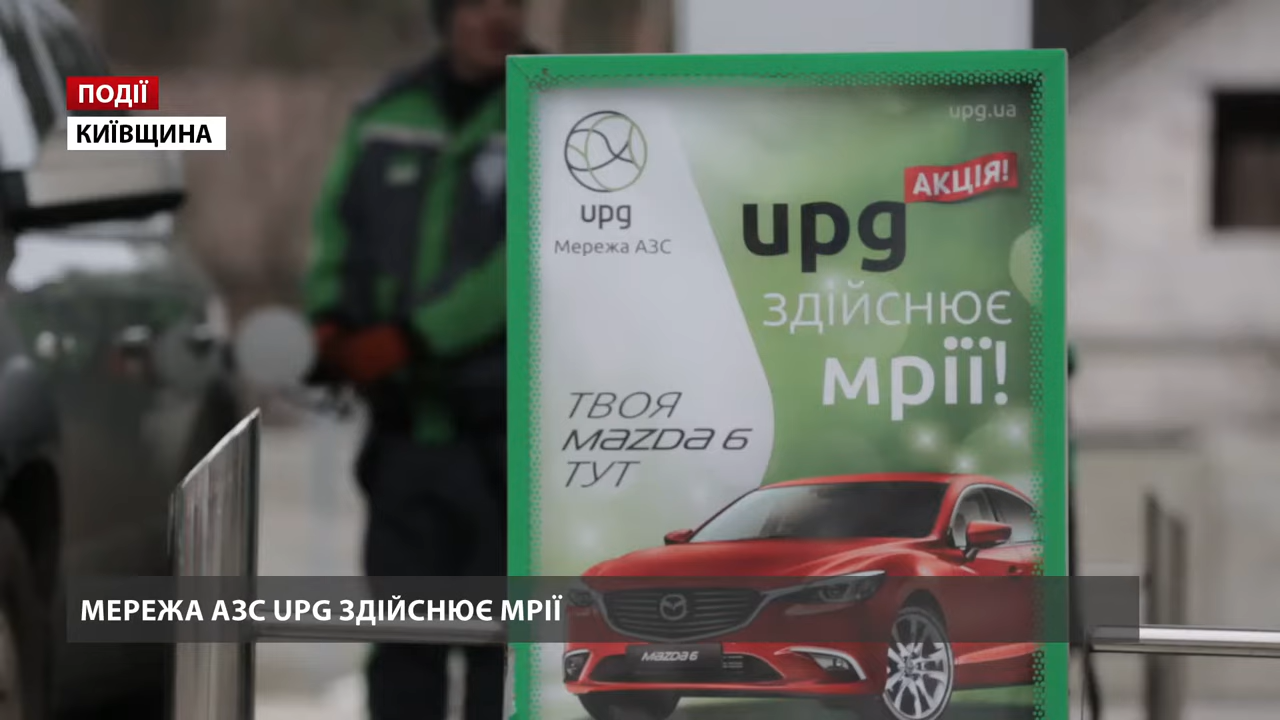 ПОДІЇ
КИЇВЩИНА
upg
Мережа АЗС
upg.ua
АКЦІЯ!
upg
здійснює
мрії!
ТВОЯ
mazda 6
ТУТ
mazda 6
МЕРЕЖА АЗС UPG ЗДІЙСНЮЄ МРІЇ